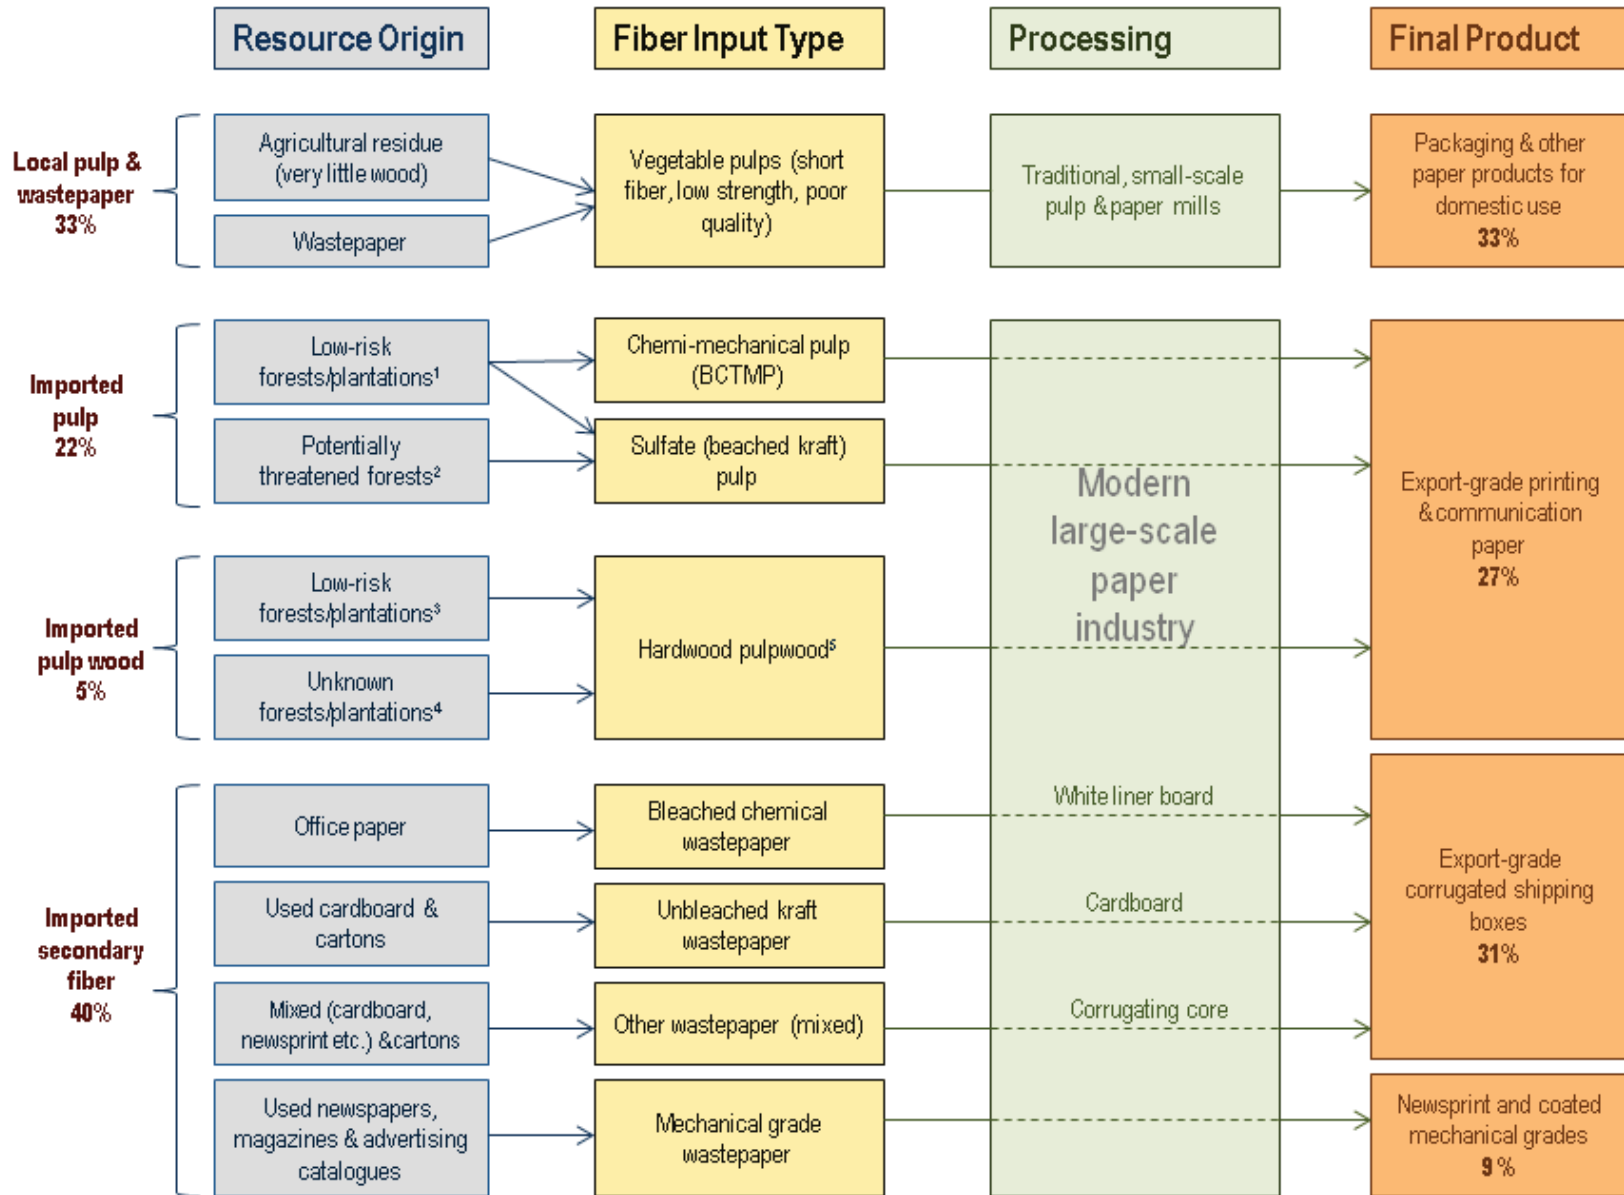 Resource Origin
Fiber Input Type
Processing
Final Product
Local pulp &
wastepaper
33%
Agricultural residue
(very little wood)
Wastepaper
Vegetable pulps (short
fiber, low strength, poor
quality)
Traditional, small-scale
pulp & paper mills
Packaging & other
paper products for
domestic use
33%
Imported
pulp
22%
Low-risk
forests/plantations¹
Potentially
threatened forests²
Chemi-mechanical pulp
(BCTMP)
Sulfate (beached kraft)
pulp
Modern
large-scale
paper
industry
Export-grade printing
& communication
paper
27%
Imported
pulp wood
5%
Low-risk
forests/plantations³
Unknown
forests/plantations⁴
Hardwood pulpwood⁵
Imported
secondary
fiber
40%
Office paper
Bleached chemical
wastepaper
White liner board
Used cardboard &
cartons
Unbleached kraft
wastepaper
Cardboard
Mixed (cardboard,
newsprint etc.) & cartons
Other wastepaper (mixed)
Corrugating core
Export-grade
corrugated shipping
boxes
31%
Used newspapers,
magazines & advertising
catalogues
Mechanical grade
wastepaper
Newsprint and coated
mechanical grades
9 %